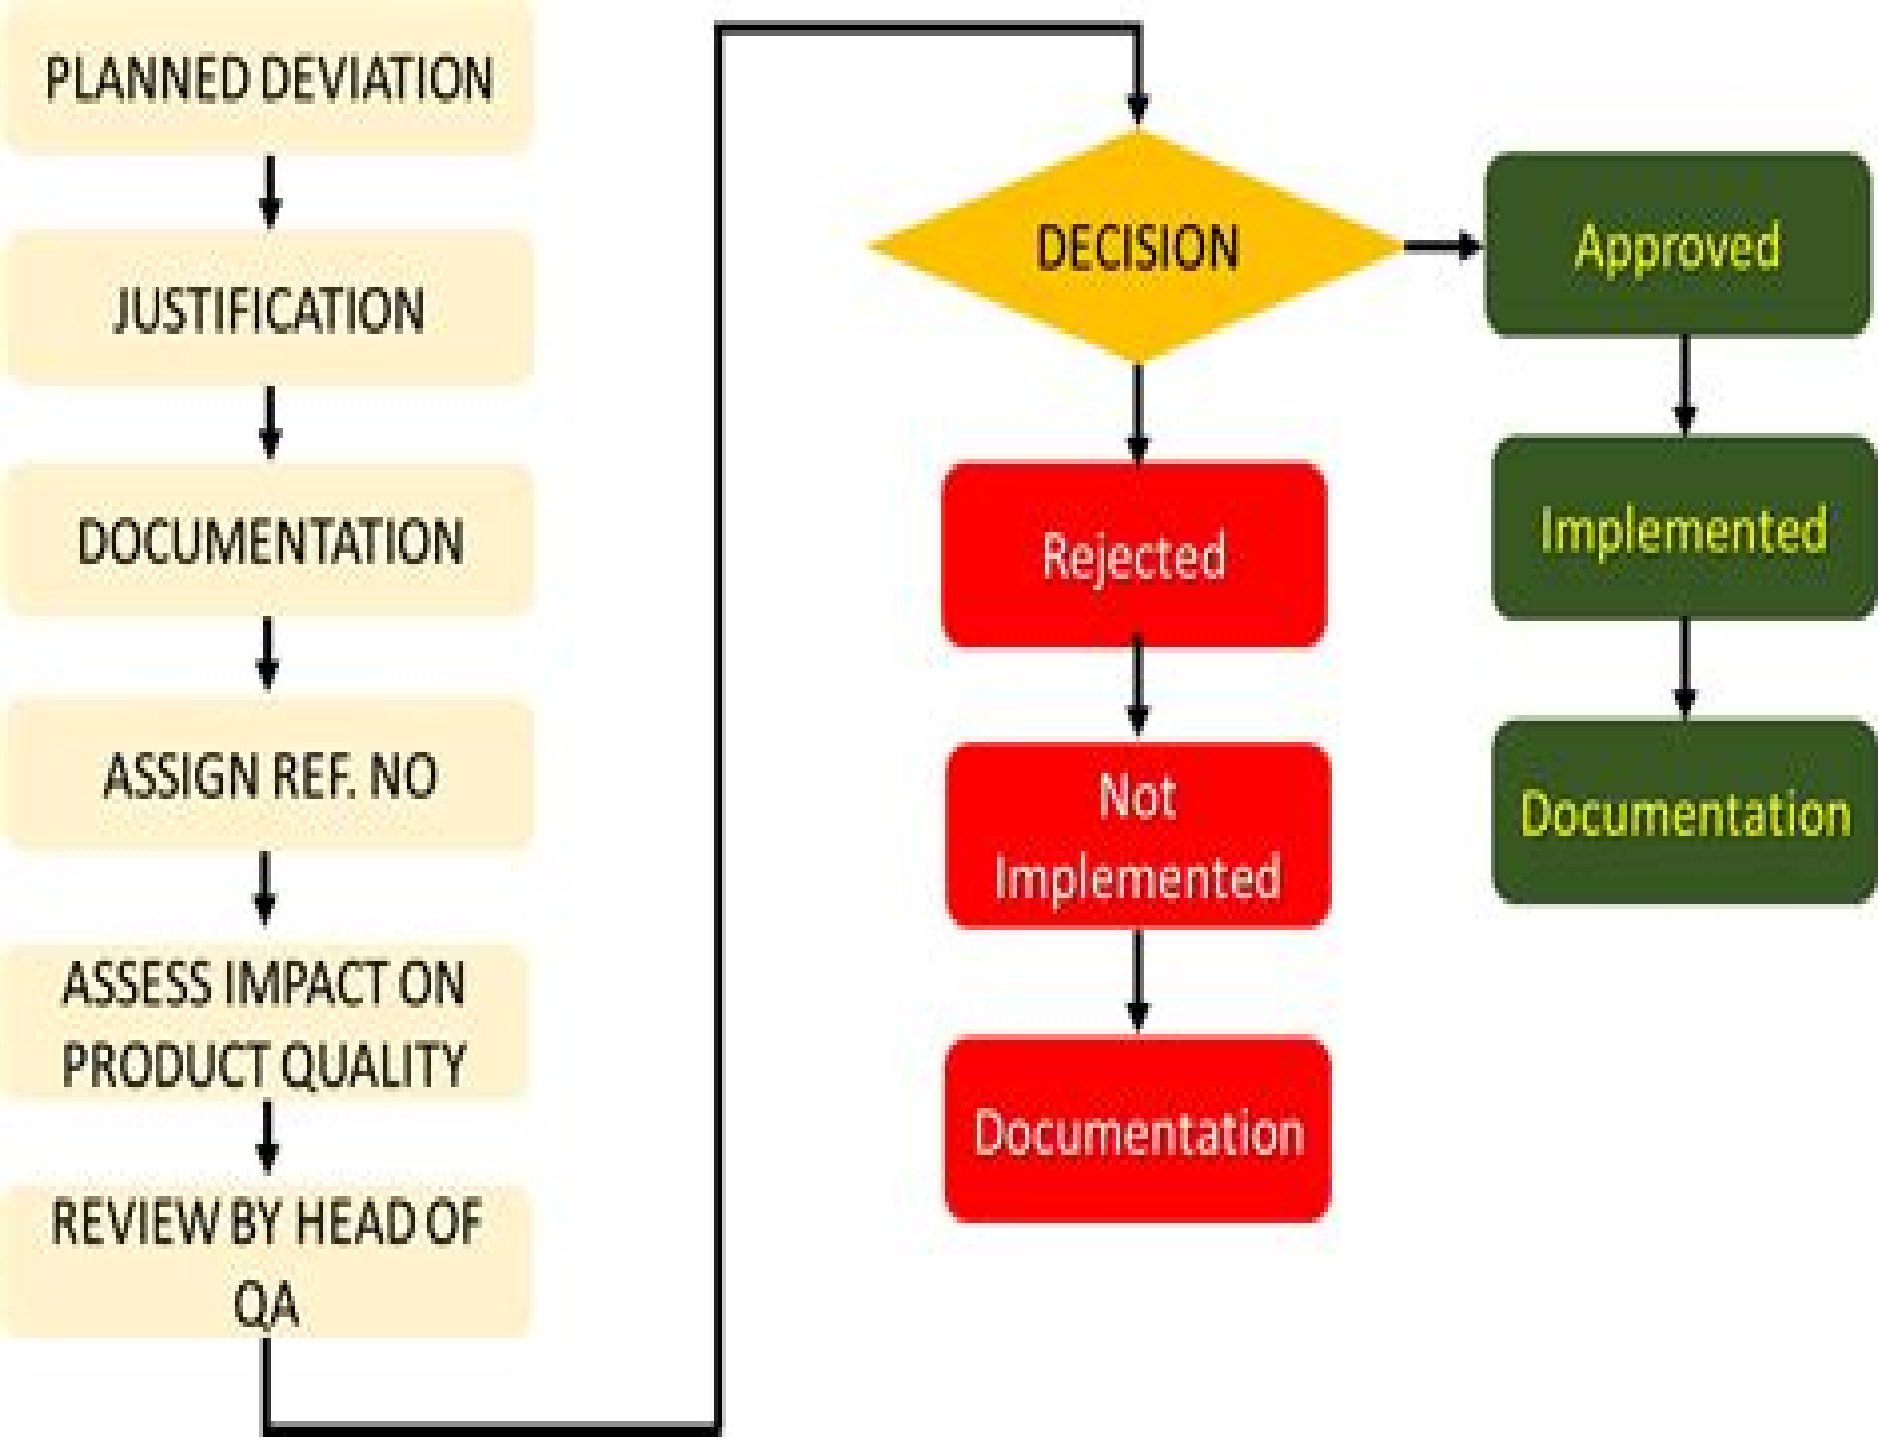 PLANNED DEVIATION
JUSTIFICATION
DOCUMENTATION
ASSIGN REF. NO
ASSESS IMPACT ON
PRODUCT QUALITY
REVIEW BY HEAD OF
QA
DECISION
Rejected
Not
Implemented
Documentation
Approved
Implemented
Documentation